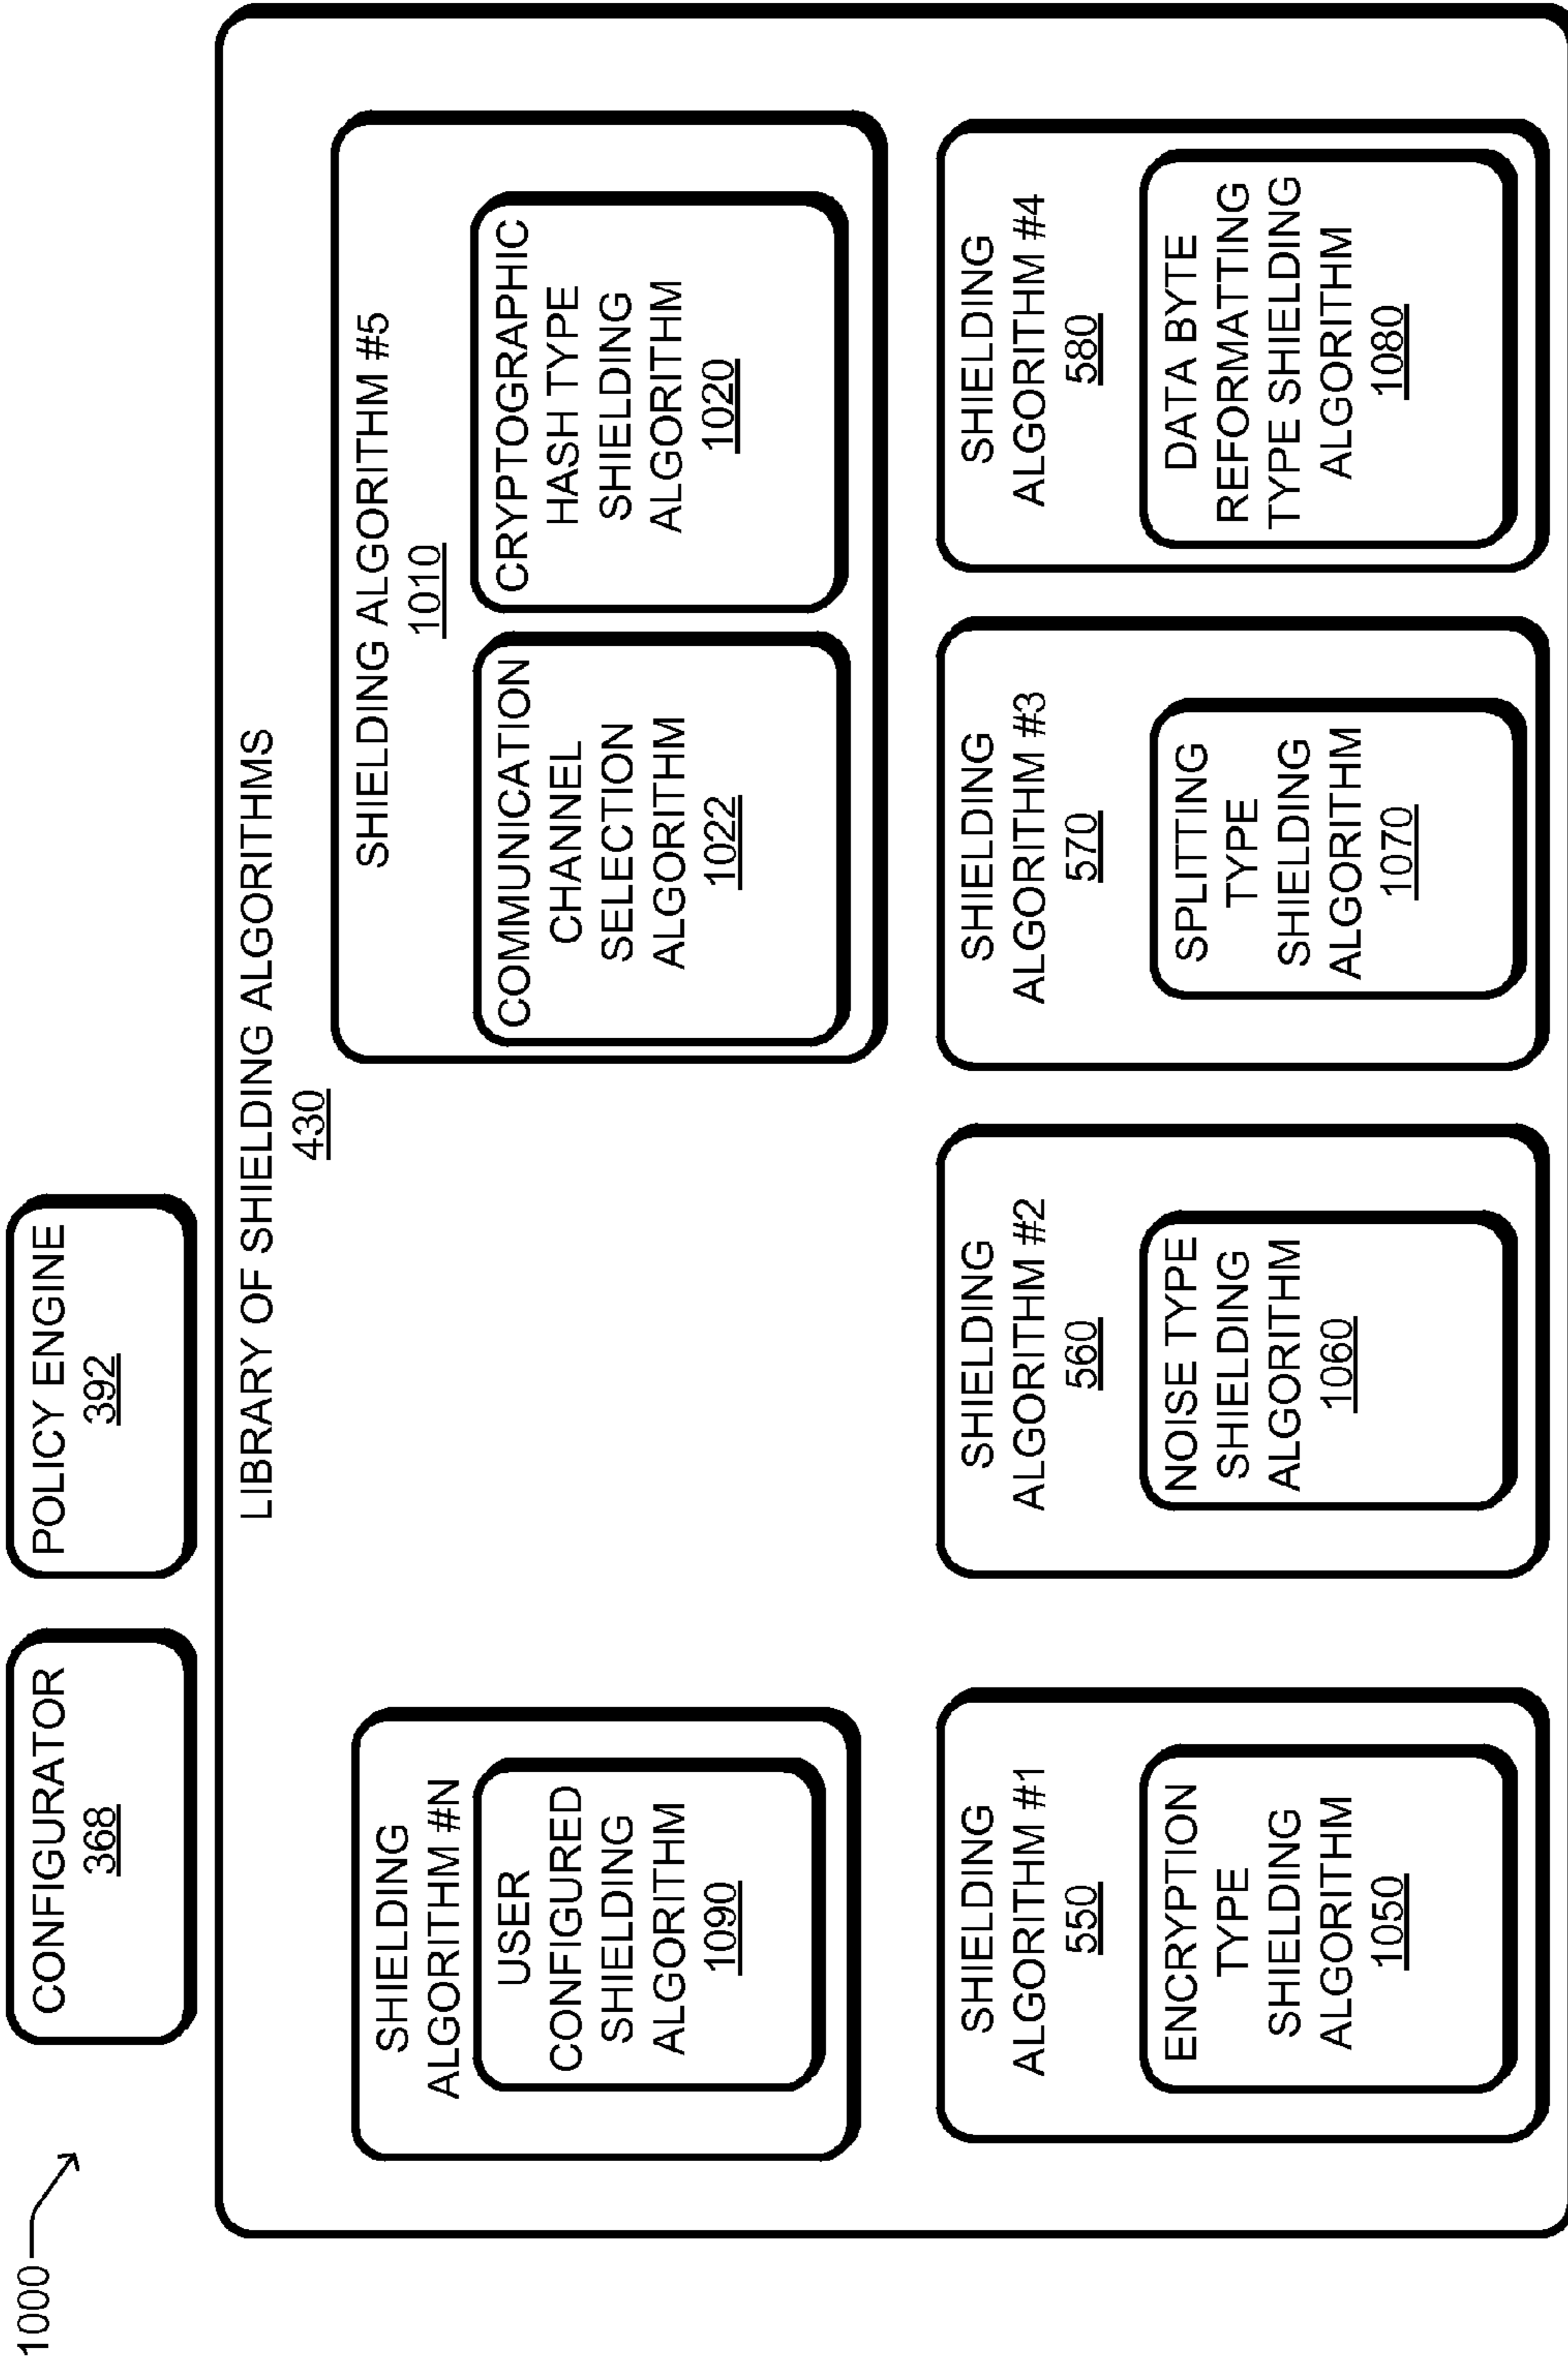 1000
CONFIGURATOR
368
POLICY ENGINE
392
LIBRARY OF SHIELDING ALGORITHMS
430
SHIELDING
ALGORITHM #N
USER
CONFIGURED
SHIELDING
ALGORITHM
1090
SHIELDING ALGORITHM #5
1010
COMMUNICATION
CHANNEL
SELECTION
ALGORITHM
1022
CRYPTOGRAPHIC
HASH TYPE
SHIELDING
ALGORITHM
1020
SHIELDING
ALGORITHM #1
550
ENCRYPTION
TYPE
SHIELDING
ALGORITHM
1050
SHIELDING
ALGORITHM #2
560
NOISE TYPE
SHIELDING
ALGORITHM
1060
SHIELDING
ALGORITHM #3
570
SPLITTING
TYPE
SHIELDING
ALGORITHM
1070
SHIELDING
ALGORITHM #4
580
DATA BYTE
REFORMATTING
TYPE SHIELDING
ALGORITHM
1080